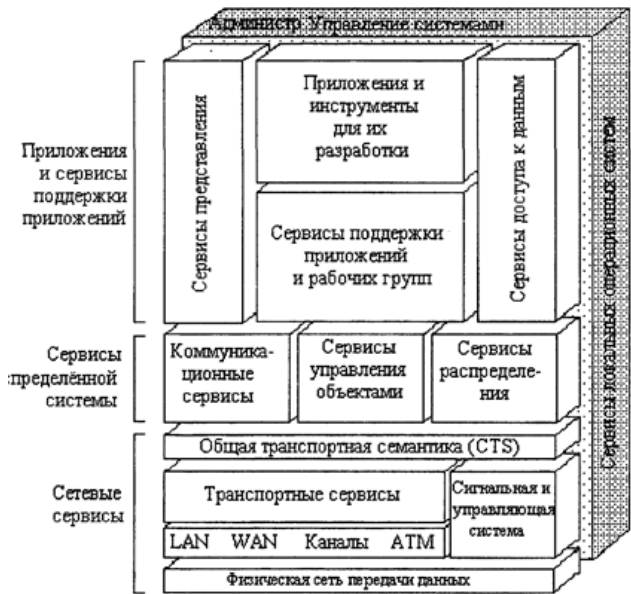 Администр Управление системами
Приложения
и сервисы
поддержки
приложений
Сервисы представления
Приложения и
инструменты
для их
разработки
Сервисы поддержки
приложений
и рабочих групп
Сервисы доступа к данным
Сервисы локальных операционных систем
Сервисы
спределённой
системы
Коммуника-
ционные
сервисы
Сервисы
управления
объектами
Сервисы
распределе-
ния
Сетевые
сервисы
Общая транспортная семантика (CTS)
Транспортные сервисы
Сигнальная и
управляющая
система
LAN WAN Каналы ATM
Физическая сеть передачи данных